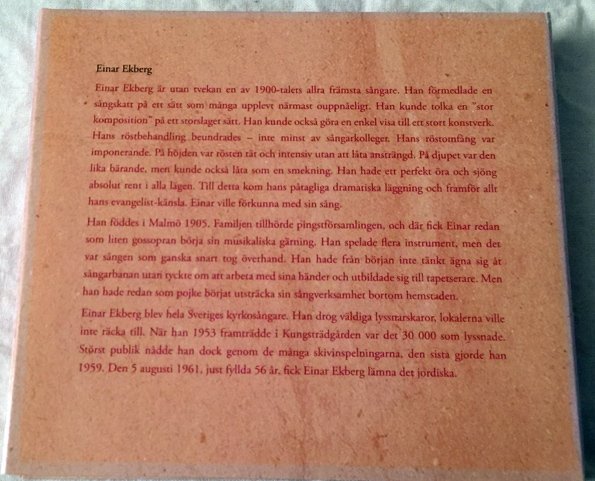 Einar Ekberg
Einar Ekberg är utan tvekan en av 1900-talets allra främsta sångare. Han förmedlade en
sångskatt på ett sätt som många upplevt närmast ouppnåeligt. Han kunde tolka en "stor
komposition" på ett storslaget sätt. Han kunde också göra en enkel visa till ett stort konstverk.
Hans röstbehandling beundrades – inte minst av sångarkolleger. Hans röstomfång var
imponerande. På höjden var rösten tät och intensiv utan att låta ansträngd. På djupet var den
lika bärande, men kunde också låta som en smekning. Han hade ett perfekt öra och sjöng
absolut rent i alla lägen. Till detta kom hans påtagliga dramatiska läggning och framför allt
hans evangelist-känsla. Einar ville förkunna med sin sång.
Han föddes i Malmö 1905. Familjen tillhörde pingstförsamlingen, och där fick Einar redan
som liten gossopran börja sin musikaliska gärning. Han spelade flera instrument, men det
var sången som ganska snart tog överhand. Han hade från början inte tänkt ägna sig åt
sångarbanan utan tyckte om att arbeta med sina händer och utbildade sig till tapetserare. Men
han hade redan som pojke börjat utsträcka sin sångverksamhet bortom hemstaden.
Einar Ekberg blev hela Sveriges kyrkosångare. Han drog väldiga lyssnarskaror, lokalerna ville
inte räcka till. När han 1953 framträdde i Kungsträdgården var det 30 000 som lyssnade.
Störst publik nådde han dock genom de många skivinspelningarna, den sista gjorde han
1959. Den 5 augusti 1961, just fyllda 56 år, fick Einar Ekberg lämna det jordiska.